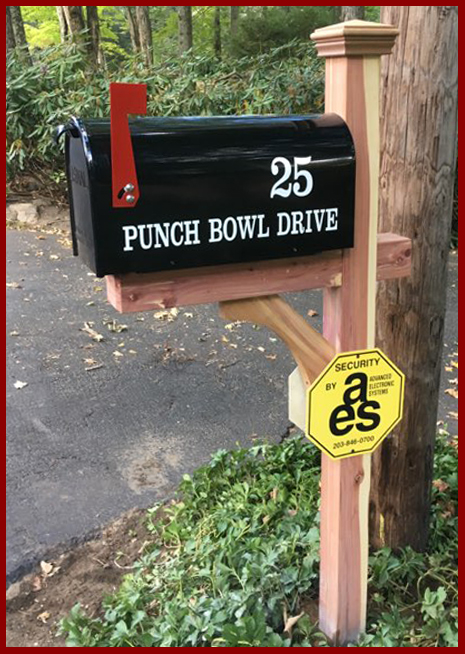 25
PUNCH BOWL DRIVE
SECURITY
BY aes ADVANCED
ELECTRONIC
SYSTEMS
203-846-0700